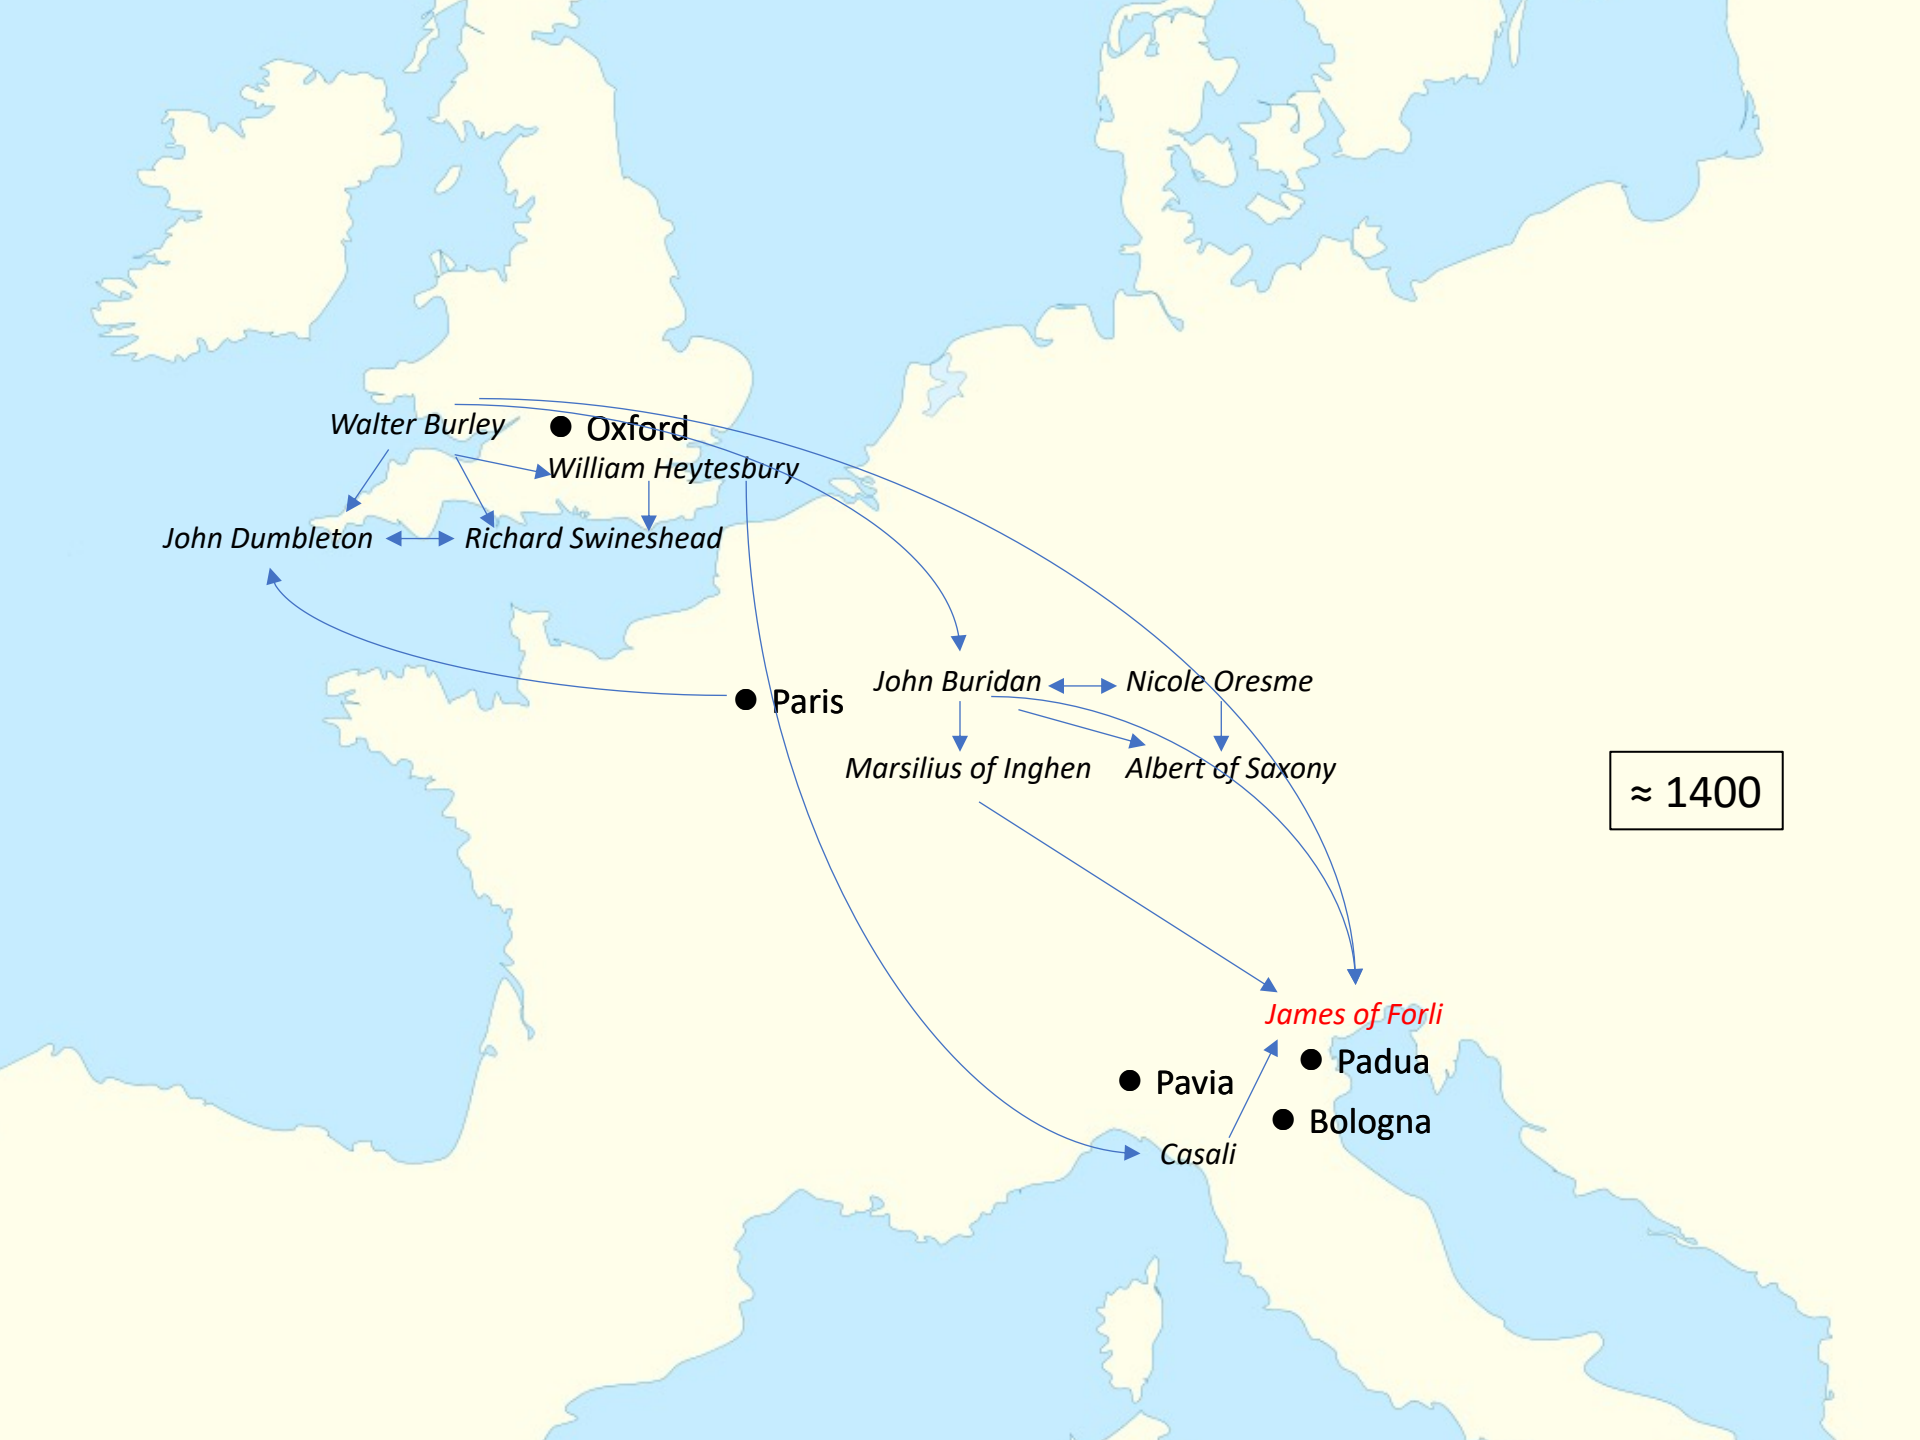 Walter Burley
Oxford
William Heytesbury
John Dumbleton
Richard Swineshead
John Buridan
Nicole Oresme
Paris
Marsilius of Inghen
Albert of Saxony
≈ 1400
James of Forli
Padua
Pavia
Bologna
Casali